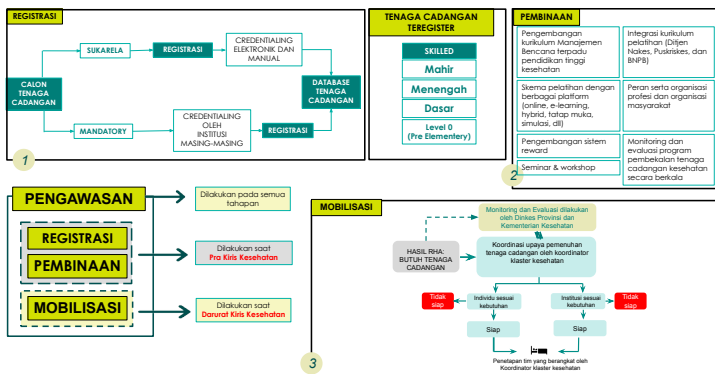 REGISTRASI
CALON
TENAGA
CADANGAN
SUKARELA
REGISTRASI
CREDENTIALING
ELEKTRONIK DAN
MANUAL
DATABASE
TENAGA
CADANGAN
MANDATORY
CREDENTIALING
OLEH
INSTITUSI
MASING-MASING
REGISTRASI
1
TENAGA CADANGAN
TEREGISTER
SKILLED
Mahir
Menengah
Dasar
Level 0
(Pre Elementery)
PEMBINAAN
Pengembangan
kurikulum Manajemen
Bencana terpadu
pendidikan tinggi
kesehatan
Integrasi kurikulum
pelatihan (Ditjen
Nakes, Puskriskes, dan
BNPB)
Skema pelatihan dengan
berbagai platform
(online, e-learning,
hybrid, tatap muka,
simulasi, dll)
Peran serta organisasi
profesi dan organisasi
masyarakat
Pengembangan sistem
reward
Monitoring dan
evaluasi program
pembekalan tenaga
cadangan kesehatan
secara berkala
Seminar & workshop
2
PENGAWASAN
Dilakukan pada semua
tahapan
REGISTRASI
PEMBINAAN
Dilakukan saat
Pra Kiris Kesehatan
MOBILISASI
Dilakukan saat
Darurat Kiris Kesehatan
MOBILISASI
Monitoring dan Evaluasi dilakukan
oleh Dinkes Provinsi dan
Kementerian Kesehatan
HASIL RHA:
BUTUH TENAGA
CADANGAN
Koordinasi upaya pemenuhan
tenaga cadangan oleh koordinator
klaster kesehatan
Tidak
siap
Individu sesuai
kebutuhan
Institusi sesuai
kebutuhan
Tidak
siap
Siap
Siap
Penetapan tim yang berangkat oleh
Koordinator klaster kesehatan
3